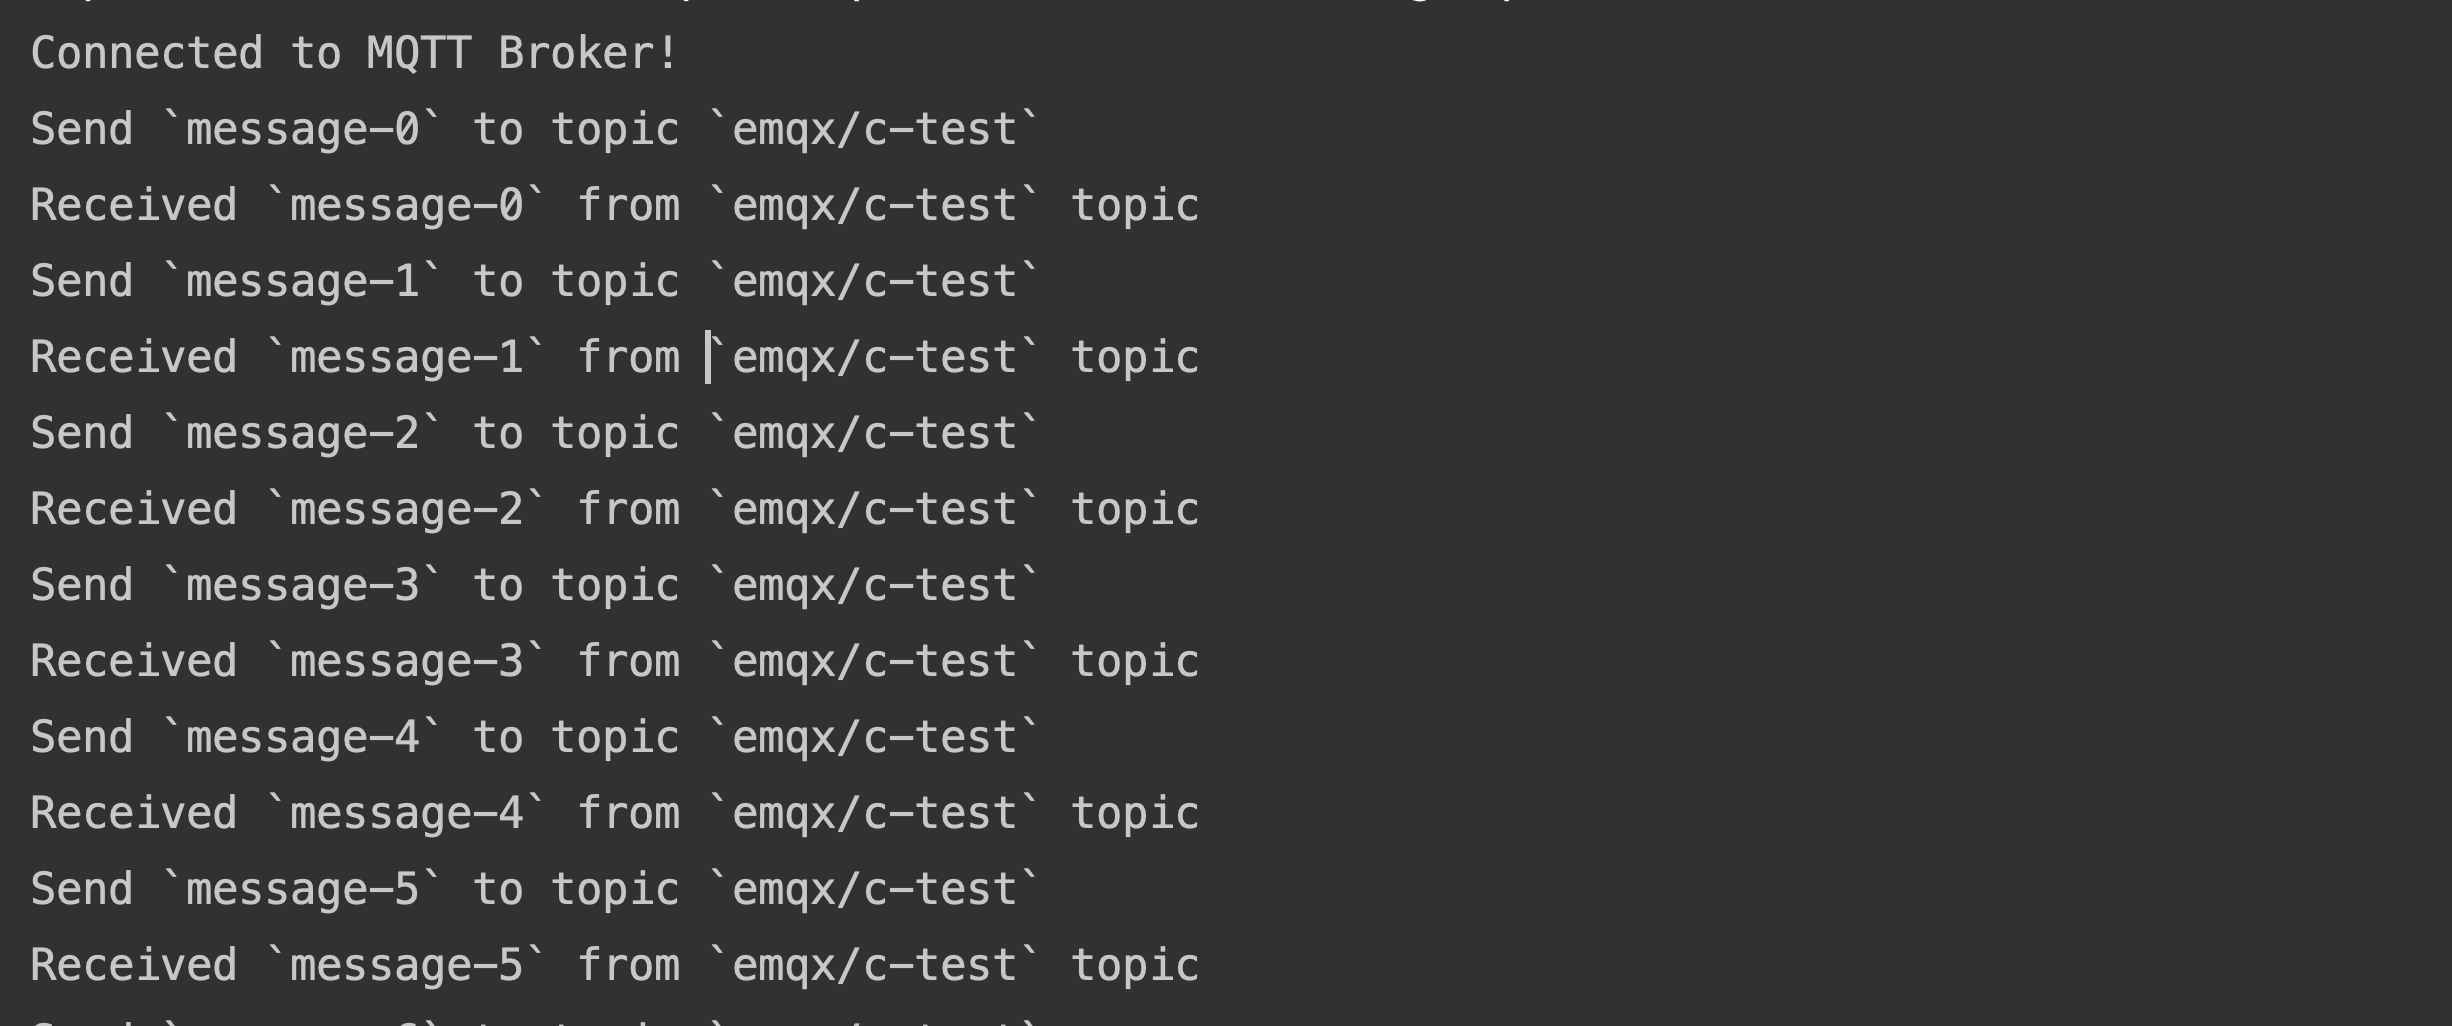 Connected to MQTT Broker!
Send `message-0` to topic `emqx/c-test`
Received `message-0` from `emqx/c-test` topic
Send `message-1` to topic `emqx/c-test`
Received `message-1` from `emqx/c-test` topic
Send `message-2` to topic `emqx/c-test`
Received `message-2` from `emqx/c-test` topic
Send `message-3` to topic `emqx/c-test`
Received `message-3` from `emqx/c-test` topic
Send `message-4` to topic `emqx/c-test`
Received `message-4` from `emqx/c-test` topic
Send `message-5` to topic `emqx/c-test`
Received `message-5` from `emqx/c-test` topic